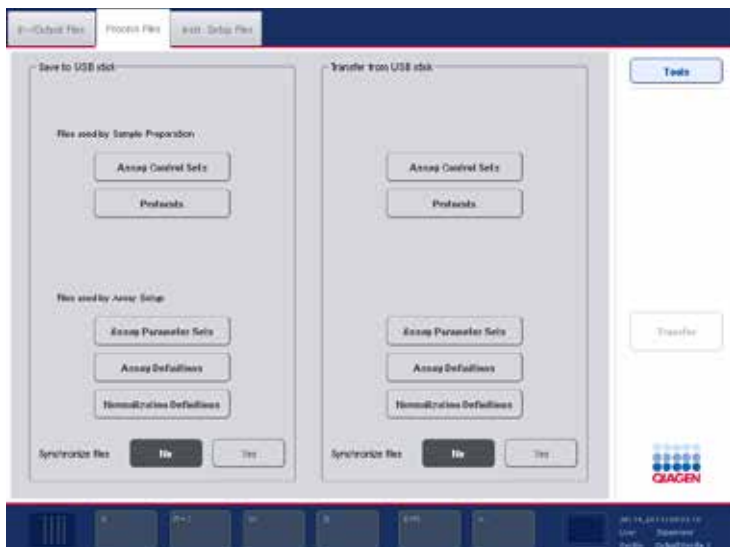 In-/Output Files
Process Files
Instr. Setup Files
Save to USB stick
Files used by Sample Preparation
Assay Control Sets
Protocols
Files used by Assay Setup
Assay Parameter Sets
Assay Definitions
Normalization Definitions
Synchronize files
No
Yes
Transfer from USB stick
Assay Control Sets
Protocols
Assay Parameter Sets
Assay Definitions
Normalization Definitions
Synchronize files
No
Yes
Tools
Transfer
QIAGEN
User Supervisor